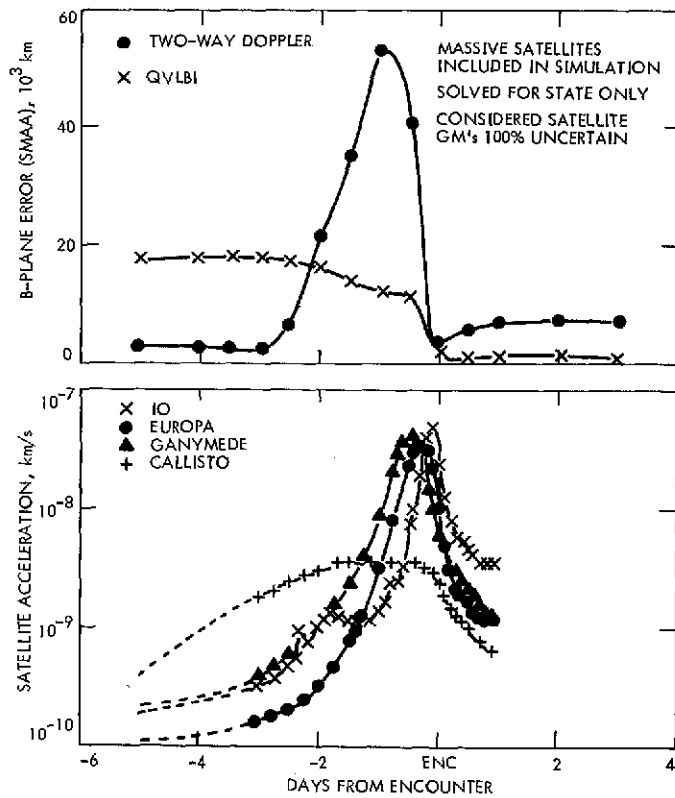 60
40
20
0
B-PLANE ERROR (SMAA), 10³ km
● TWO-WAY DOPPLER
× QVLBI
MASSIVE SATELLITES
INCLUDED IN SIMULATION
SOLVED FOR STATE ONLY
CONSIDERED SATELLITE
GM's 100% UNCERTAIN
10⁻⁷
10⁻⁸
10⁻⁹
10⁻¹⁰
SATELLITE ACCELERATION, km/s
× IO
● EUROPA
▲ GANYMEDE
+ CALLISTO
−6 −4 −2 ENC 2 4
DAYS FROM ENCOUNTER